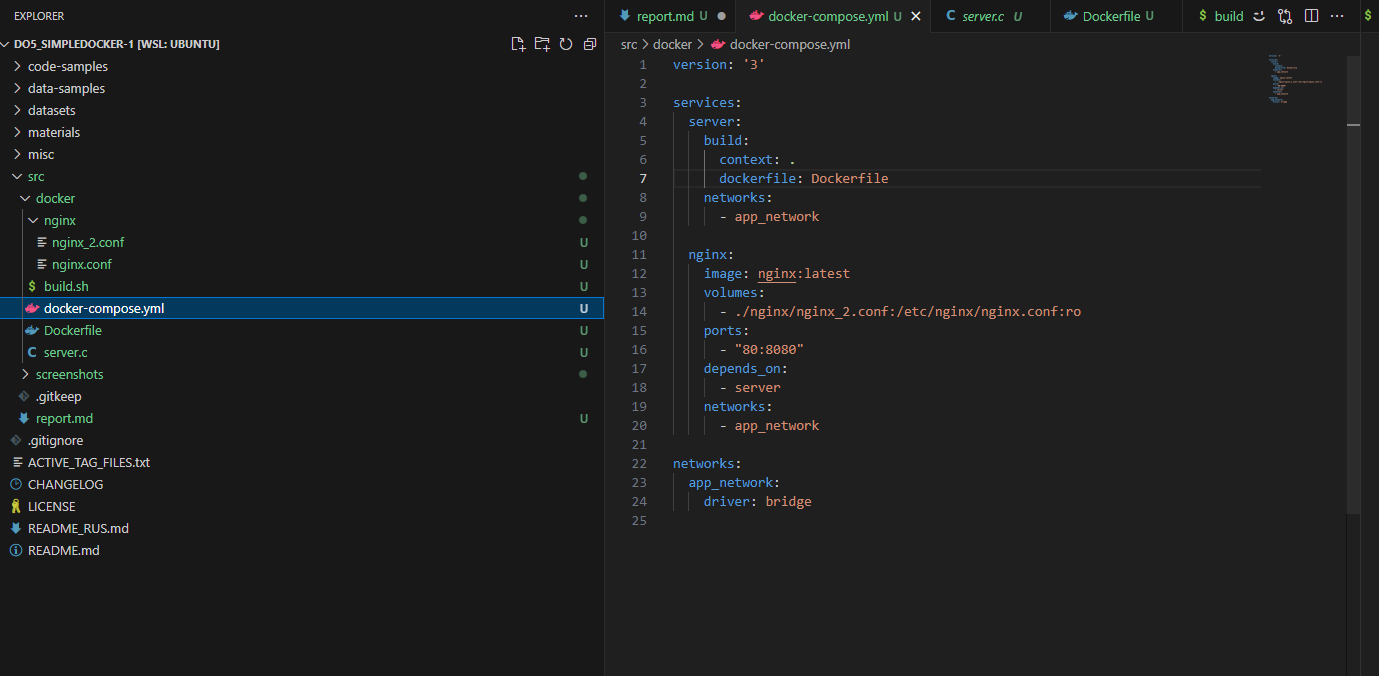 EXPLORER
DO5_SIMPLEDOCKER-1 [WSL: UBUNTU]
code-samples
data-samples
datasets
materials
misc
src
docker
nginx
nginx_2.conf U
nginx.conf U
$ build.sh U
docker-compose.yml U
Dockerfile U
C server.c U
screenshots
.gitkeep
report.md U
.gitignore
ACTIVE_TAG_FILES.txt
CHANGELOG
LICENSE
README_RUS.md
README.md
report.md U docker-compose.yml U C server.c U Dockerfile U $ build $
src > docker > docker-compose.yml
1 version: '3'
2
3 services:
4 server:
5 build:
6 context: .
7 dockerfile: Dockerfile
8 networks:
9 - app_network
10
11 nginx:
12 image: nginx:latest
13 volumes:
14 - ./nginx/nginx_2.conf:/etc/nginx/nginx.conf:ro
15 ports:
16 - "80:8080"
17 depends_on:
18 - server
19 networks:
20 - app_network
21
22 networks:
23 app_network:
24 driver: bridge
25